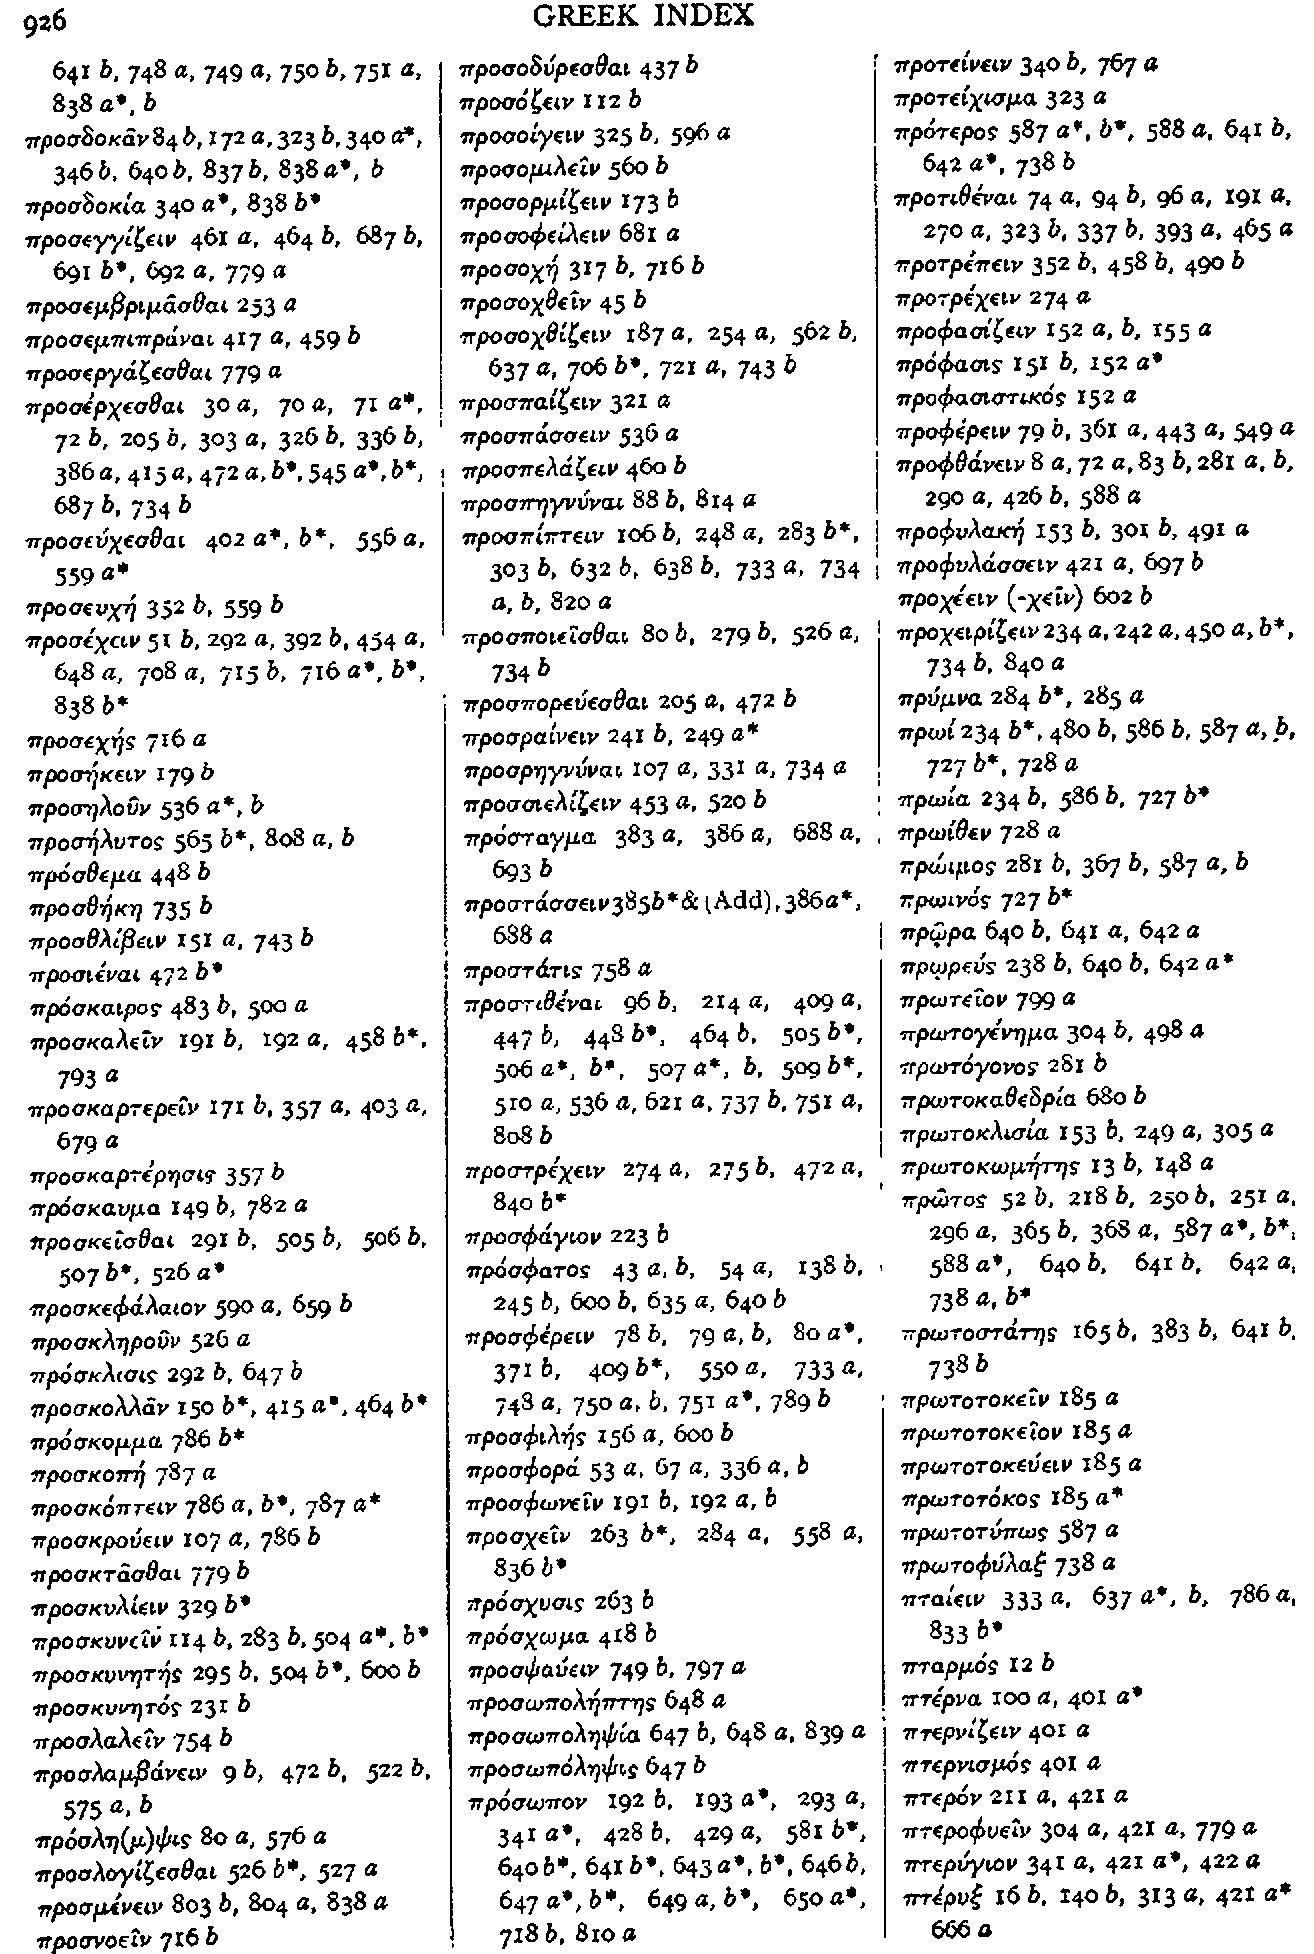 926
GREEK INDEX
641 b, 748 a, 749 a, 750 b, 751 a,
838 a*, b
προσδοκᾶν 84 b, 172 a, 323 b, 340 a*,
346 b, 640 b, 837 b, 838 a*, b
προσδοκία 340 a*, 838 b*
προσεγγίζειν 461 a, 464 b, 687 b,
691 b*, 692 a, 779 a
προσεμβριμᾶσθαι 253 a
προσεμπιπράναι 417 a, 459 b
προσεργάζεσθαι 779 a
προσέρχεσθαι 30 a, 70 a, 71 a*,
72 b, 205 b, 303 a, 326 b, 336 b,
386 a, 415 a, 472 a, b*, 545 a*, b*,
687 b, 734 b
προσεύχεσθαι 402 a*, b*, 556 a,
559 a*
προσευχή 352 b, 559 b
προσέχειν 51 b, 292 a, 392 b, 454 a,
648 a, 708 a, 715 b, 716 a*, b*,
838 b*
προσεχής 716 a
προσήκειν 179 b
προσηλοῦν 536 a*, b
προσήλυτος 565 b*, 808 a, b
πρόσθεμα 448 b
προσθήκη 735 b
προσθλίβειν 151 a, 743 b
προσιέναι 472 b*
πρόσκαιρος 483 b, 500 a
προσκαλεῖν 191 b, 192 a, 458 b*,
793 a
προσκαρτερεῖν 171 b, 357 a, 403 a,
679 a
προσκαρτέρησις 357 b
πρόσκαυμα 149 b, 782 a
προσκεῖσθαι 291 b, 505 b, 506 b,
507 b*, 526 a*
προσκεφάλαιον 590 a, 659 b
προσκληροῦν 526 a
πρόσκλισις 292 b, 647 b
προσκολλᾶν 150 b*, 415 a*, 464 b*
πρόσκομμα 786 b*
προσκοπή 787 a
προσκόπτειν 786 a, b*, 787 a*
προσκρούειν 107 a, 786 b
προσκτᾶσθαι 779 b
προσκυλίειν 329 b*
προσκυνεῖν 114 b, 283 b, 504 a*, b*
προσκυνητής 295 b, 504 b*, 600 b
προσκυνητός 231 b
προσλαλεῖν 754 b
προσλαμβάνειν 9 b, 472 b, 522 b,
575 a, b
πρόσλη(μ)ψις 80 a, 576 a
προσλογίζεσθαι 526 b*, 527 a
προσμένειν 803 b, 804 a, 838 a
προσνοεῖν 716 b
προσοδύρεσθαι 437 b
προσόζειν 112 b
προσοίγειν 325 b, 596 a
προσομιλεῖν 560 b
προσορμίζειν 173 b
προσοφείλειν 681 a
προσοχή 317 b, 716 b
προσοχθεῖν 45 b
προσοχθίζειν 187 a, 254 a, 562 b,
637 a, 706 b*, 721 a, 743 b
προσπαίζειν 321 a
προσπάσσειν 536 a
προσπελάζειν 460 b
προσπηγνύναι 88 b, 814 a
προσπίπτειν 106 b, 248 a, 283 b*,
303 b, 632 b, 638 b, 733 a, 734
a, b, 820 a
προσποιεῖσθαι 80 b, 279 b, 526 a,
734 b
προσπορεύεσθαι 205 a, 472 b
προσραίνειν 241 b, 249 a*
προσρηγνύναι 107 a, 331 a, 734 a
προσσιελίζειν 453 a, 520 b
πρόσταγμα 383 a, 386 a, 688 a,
693 b
προστάσσειν 385 b* & (Add), 386 a*,
688 a
προστάτις 758 a
προστιθέναι 96 b, 214 a, 409 a,
447 b, 448 b*, 464 b, 505 b*,
506 a*, b*, 507 a*, b, 509 b*,
510 a, 536 a, 621 a, 737 b, 751 a,
808 b
προστρέχειν 274 a, 275 b, 472 a,
840 b*
προσφάγιον 223 b
πρόσφατος 43 a, b, 54 a, 138 b,
245 b, 600 b, 635 a, 640 b
προσφέρειν 78 b, 79 a, b, 80 a*,
371 b, 409 b*, 550 a, 733 a,
748 a, 750 a, b, 751 a*, 789 b
προσφιλής 156 a, 600 b
προσφορά 53 a, 67 a, 336 a, b
προσφωνεῖν 191 b, 192 a, b
προσχεῖν 263 b*, 284 a, 558 a,
836 b*
πρόσχυσις 263 b
πρόσχωμα 418 b
προσψαύειν 749 b, 797 a
προσωπολήπτης 648 a
προσωποληψία 647 b, 648 a, 839 a
προσωπόληψις 647 b
πρόσωπον 192 b, 193 a*, 293 a,
341 a*, 428 b, 429 a, 581 b*,
640 b*, 641 b*, 643 a*, b*, 646 b,
647 a*, b*, 649 a, b*, 650 a*,
718 b, 810 a
προτείνειν 340 b, 767 a
προτείχισμα 323 a
πρότερος 587 a*, b*, 588 a, 641 b,
642 a*, 738 b
προτιθέναι 74 a, 94 b, 96 a, 191 a,
270 a, 323 b, 337 b, 393 a, 465 a
προτρέπειν 352 b, 458 b, 490 b
προτρέχειν 274 a
προφασίζειν 152 a, b, 155 a
πρόφασις 151 b, 152 a*
προφασιστικός 152 a
προφέρειν 79 b, 361 a, 443 a, 549 a
προφθάνειν 8 a, 72 a, 83 b, 281 a, b,
290 a, 426 b, 588 a
προφυλακή 153 b, 301 b, 491 a
προφυλάσσειν 421 a, 697 b
προχέειν (-χεῖν) 602 b
προχειρίζειν 234 a, 242 a, 450 a, b*,
734 b, 840 a
πρύμνα 284 b*, 285 a
πρωί 234 b*, 480 b, 586 b, 587 a, b,
727 b*, 728 a
πρωία 234 b, 586 b, 727 b*
πρωίθεν 728 a
πρώιμος 281 b, 367 b, 587 a, b
πρωινός 727 b*
πρῷρα 640 b, 641 a, 642 a
πρῳρεύς 238 b, 640 b, 642 a*
πρωτεῖον 799 a
πρωτογένημα 304 b, 498 a
πρωτόγονος 281 b
πρωτοκαθεδρία 680 b
πρωτοκλισία 153 b, 249 a, 305 a
πρωτοκωμήτης 13 b, 148 a
πρῶτος 52 b, 218 b, 250 b, 251 a,
296 a, 365 b, 368 a, 587 a*, b*,
588 a*, 640 b, 641 b, 642 a,
738 a, b*
πρωτοστάτης 165 b, 383 b, 641 b,
738 b
πρωτοτοκεῖν 185 a
πρωτοτοκεῖον 185 a
πρωτοτοκεύειν 185 a
πρωτοτόκος 185 a*
πρωτοτύπως 587 a
πρωτοφύλαξ 738 a
πταίειν 333 a, 637 a*, b, 786 a,
833 b*
πταρμός 12 b
πτέρνα 100 a, 401 a*
πτερνίζειν 401 a
πτερνισμός 401 a
πτερόν 211 a, 421 a
πτεροφυεῖν 304 a, 421 a, 779 a
πτερύγιον 341 a, 421 a*, 422 a
πτέρυξ 16 b, 140 b, 313 a, 421 a*
666 a